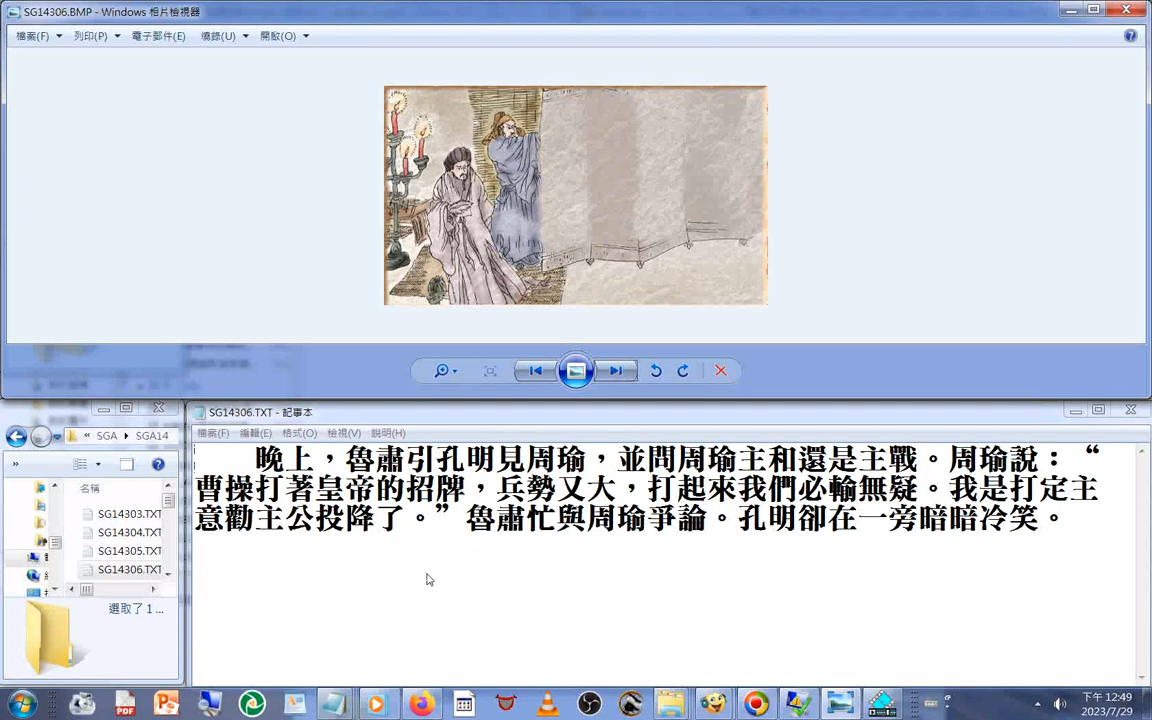 SG14306.BMP - Windows 相片檢視器
檔案(F) 列印(P) 電子郵件(E) 燒錄(U) 開啟(O)
SG14306.TXT - 記事本
« SGA ▸ SGA14
檔案(F) 編輯(E) 格式(O) 檢視(V) 說明(H)
»
名稱
SG14303.TXT
SG14304.TXT
SG14305.TXT
SG14306.TXT
選取了 1 ...
晚上，魯肅引孔明見周瑜，並問周瑜主和還是主戰。周瑜說：“
曹操打著皇帝的招牌，兵勢又大，打起來我們必輸無疑。我是打定主
意勸主公投降了。”魯肅忙與周瑜爭論。孔明卻在一旁暗暗冷笑。
PDF
下午 12:49
2023/7/29